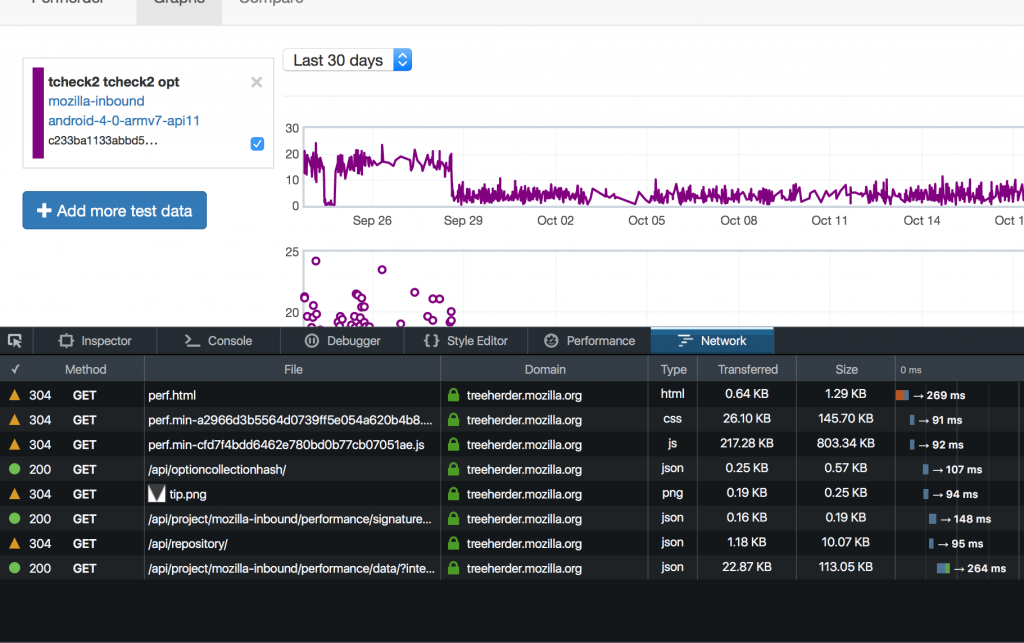 Perfherder Graphs Compare
Last 30 days
tcheck2 tcheck2 opt
mozilla-inbound
android-4-0-armv7-api11
c233ba1133abbd5...
+ Add more test data
30
20
10
0
Sep 26 Sep 29 Oct 02 Oct 05 Oct 08 Oct 11 Oct 14 Oct 1
25
20
Inspector Console Debugger Style Editor Performance Network
✓ Method File Domain Type Transferred Size 0 ms
304 GET perf.html treeherder.mozilla.org html 0.64 KB 1.29 KB → 269 ms
304 GET perf.min-a2966d3b5564d0739ff5e054a620b4b8.... treeherder.mozilla.org css 26.10 KB 145.70 KB → 91 ms
304 GET perf.min-cfd7f4bdd6462e780bd0b77cb07051ae.js treeherder.mozilla.org js 217.28 KB 803.34 KB → 92 ms
200 GET /api/optioncollectionhash/ treeherder.mozilla.org json 0.25 KB 0.57 KB → 107 ms
304 GET tip.png treeherder.mozilla.org png 0.19 KB 0.25 KB → 94 ms
200 GET /api/project/mozilla-inbound/performance/signature... treeherder.mozilla.org json 0.16 KB 0.19 KB → 148 ms
304 GET /api/repository/ treeherder.mozilla.org json 1.18 KB 10.07 KB → 95 ms
200 GET /api/project/mozilla-inbound/performance/data/?inte... treeherder.mozilla.org json 22.87 KB 113.05 KB → 264 ms